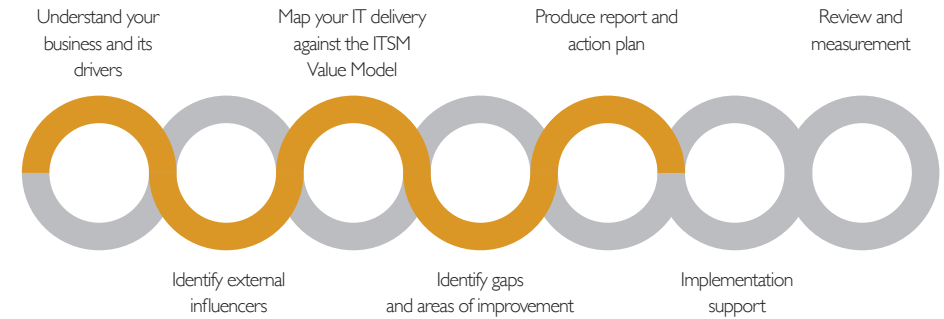 Understand your
business and its
drivers
Identify external
influencers
Map your IT delivery
against the ITSM
Value Model
Identify gaps
and areas of improvement
Produce report and
action plan
Implementation
support
Review and
measurement